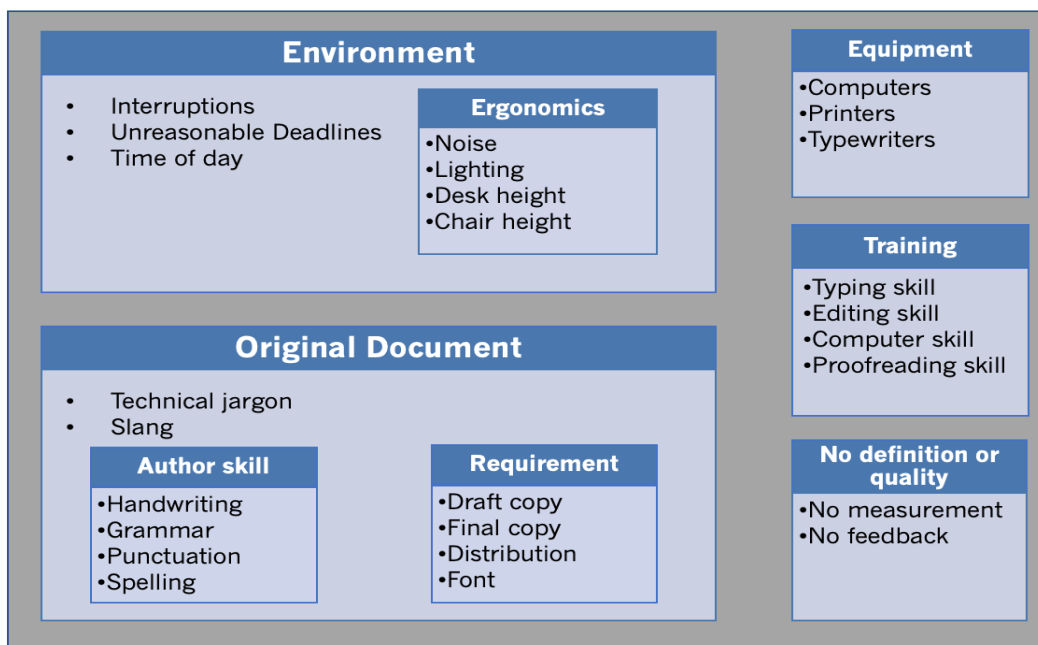 Environment
• Interruptions
• Unreasonable Deadlines
• Time of day
Ergonomics
•Noise
•Lighting
•Desk height
•Chair height
Original Document
• Technical jargon
• Slang
Author skill
•Handwriting
•Grammar
•Punctuation
•Spelling
Requirement
•Draft copy
•Final copy
•Distribution
•Font
Equipment
•Computers
•Printers
•Typewriters
Training
•Typing skill
•Editing skill
•Computer skill
•Proofreading skill
No definition or
quality
•No measurement
•No feedback